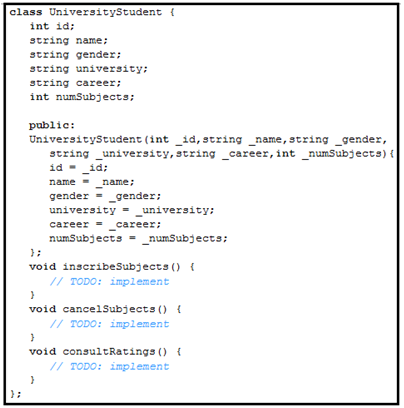 class UniversityStudent {
int id;
string name;
string gender;
string university;
string career;
int numSubjects;
public:
UniversityStudent(int _id,string _name,string _gender,
string _university,string _career,int _numSubjects){
id = _id;
name = _name;
gender = _gender;
university = _university;
career = _career;
numSubjects = _numSubjects;
};
void inscribeSubjects() {
// TODO: implement
}
void cancelSubjects() {
// TODO: implement
}
void consultRatings() {
// TODO: implement
}
};